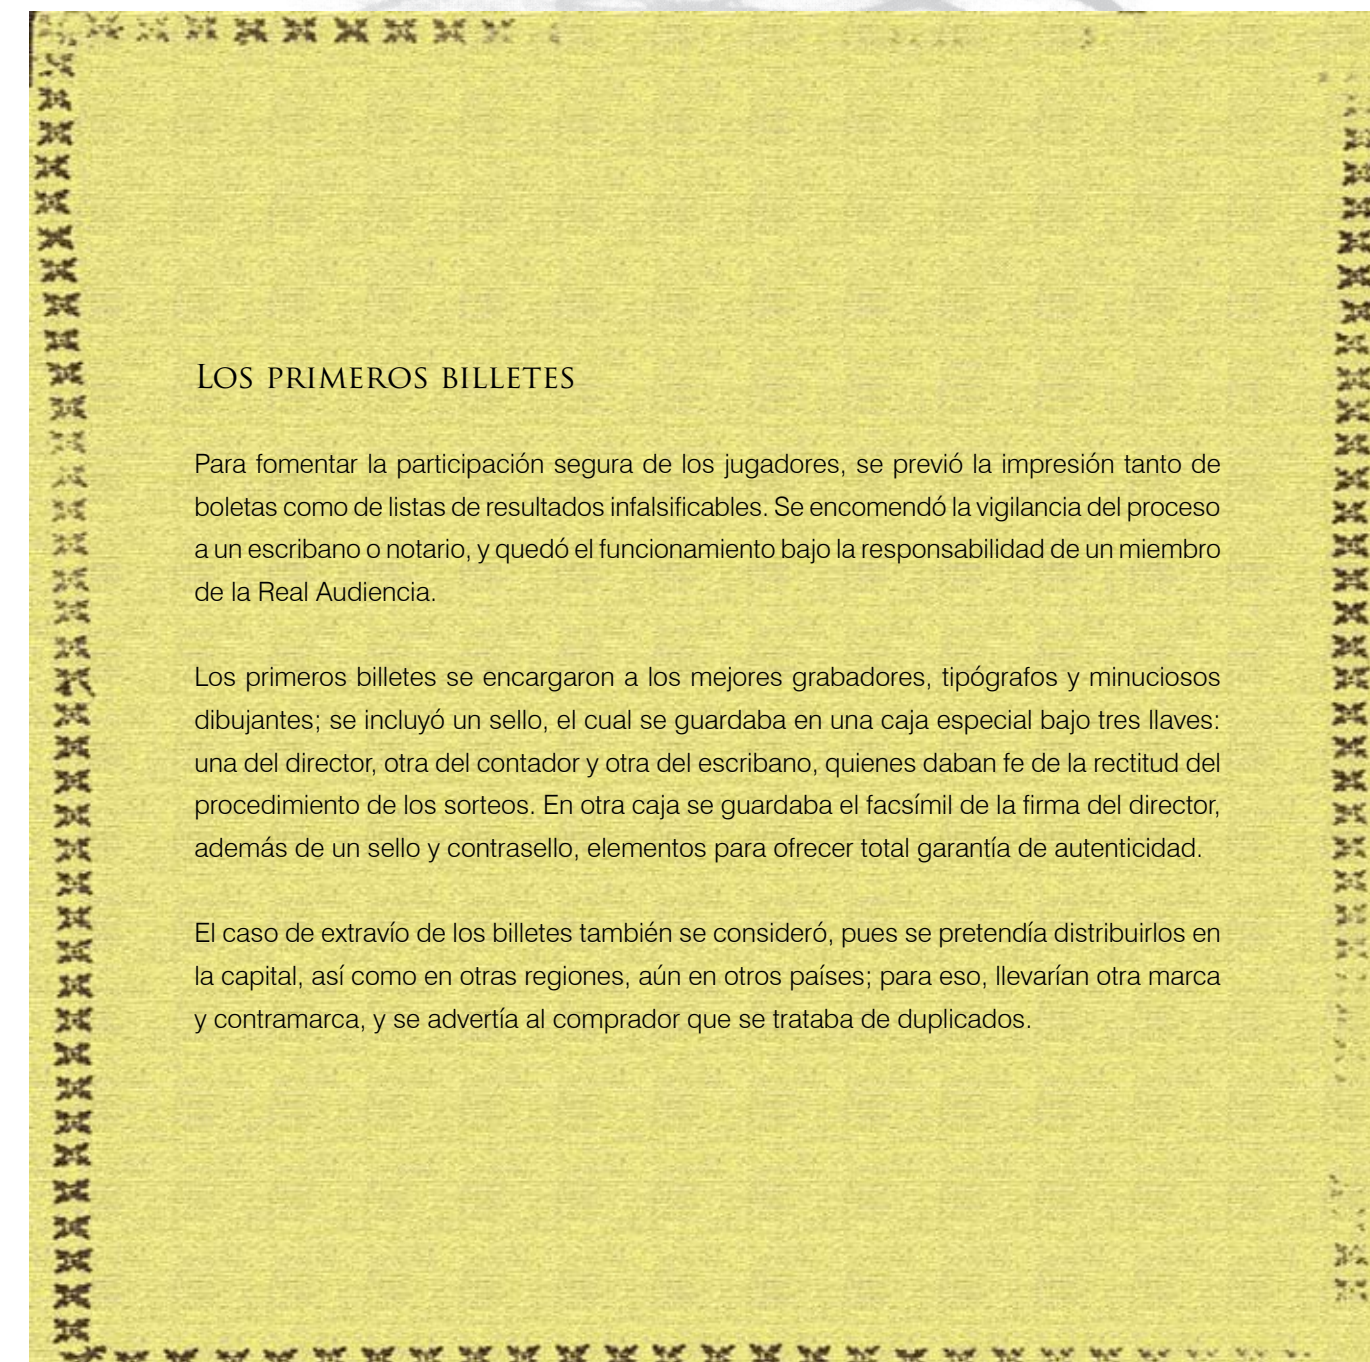 Los primeros billetes
Para fomentar la participación segura de los jugadores, se previó la impresión tanto de
boletas como de listas de resultados infalsificables. Se encomendó la vigilancia del proceso
a un escribano o notario, y quedó el funcionamiento bajo la responsabilidad de un miembro
de la Real Audiencia.
Los primeros billetes se encargaron a los mejores grabadores, tipógrafos y minuciosos
dibujantes; se incluyó un sello, el cual se guardaba en una caja especial bajo tres llaves:
una del director, otra del contador y otra del escribano, quienes daban fe de la rectitud del
procedimiento de los sorteos. En otra caja se guardaba el facsímil de la firma del director,
además de un sello y contrasello, elementos para ofrecer total garantía de autenticidad.
El caso de extravío de los billetes también se consideró, pues se pretendía distribuirlos en
la capital, así como en otras regiones, aún en otros países; para eso, llevarían otra marca
y contramarca, y se advertía al comprador que se trataba de duplicados.